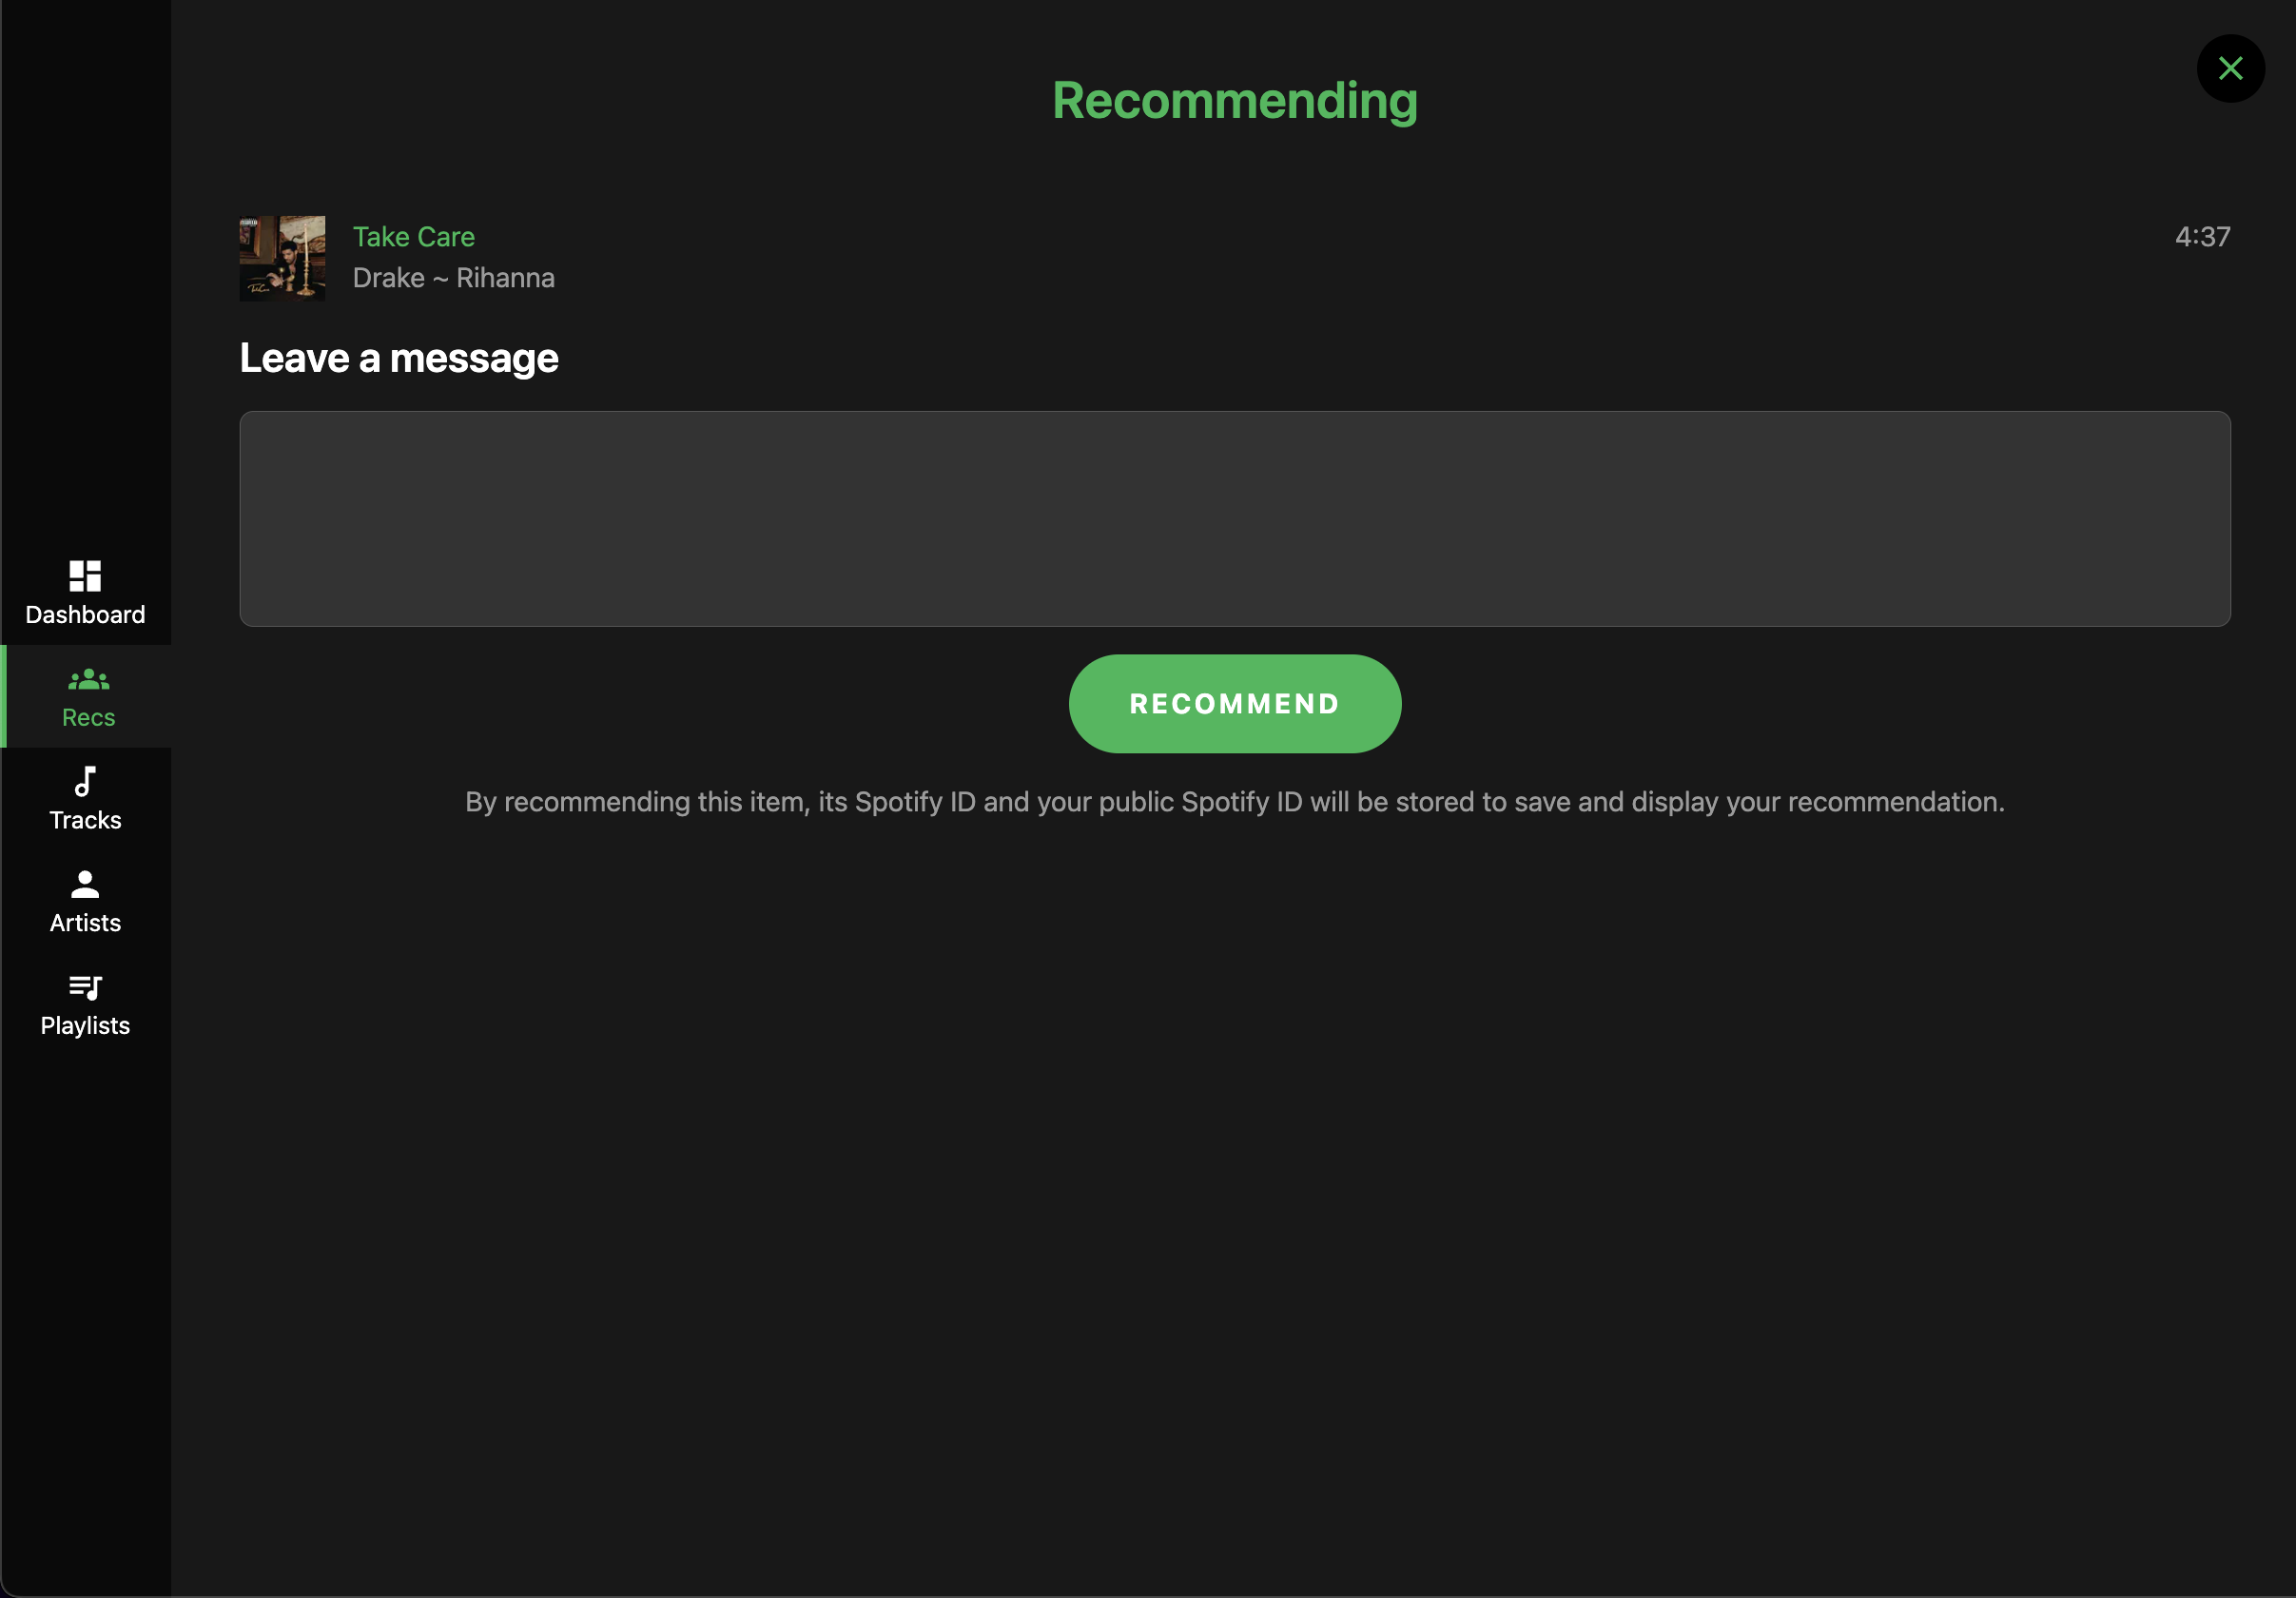 Recommending
Take Care
4:37
Drake ~ Rihanna
Leave a message
RECOMMEND
By recommending this item, its Spotify ID and your public Spotify ID will be stored to save and display your recommendation.
Dashboard
Recs
Tracks
Artists
Playlists